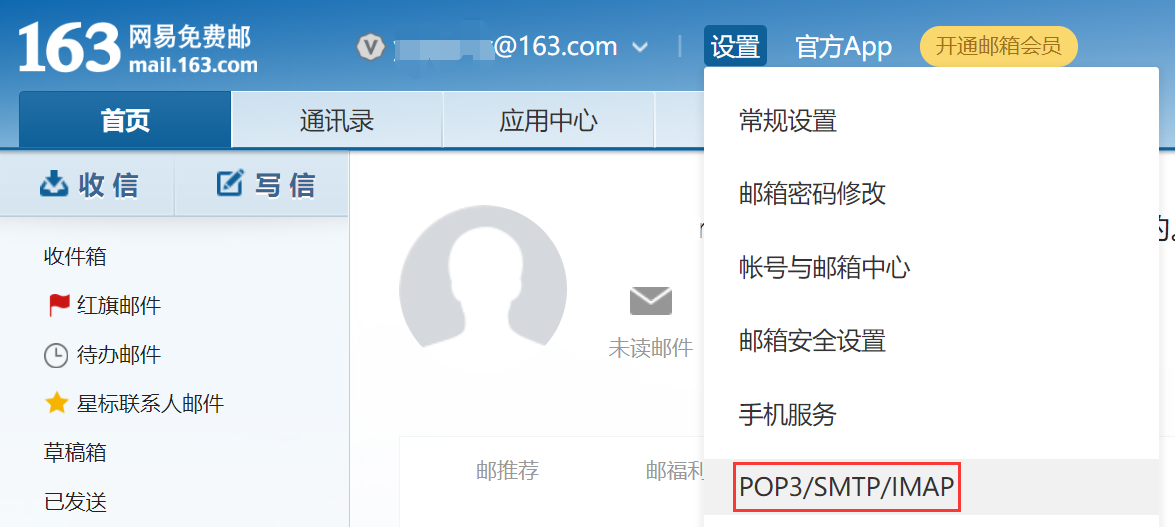 163 网易免费邮
mail.163.com
@163.com
设置
官方App
开通邮箱会员
首页
通讯录
应用中心
收信
写信
收件箱
红旗邮件
待办邮件
星标联系人邮件
草稿箱
已发送
未读邮件
邮推荐
邮福利
常规设置
邮箱密码修改
帐号与邮箱中心
邮箱安全设置
手机服务
POP3/SMTP/IMAP